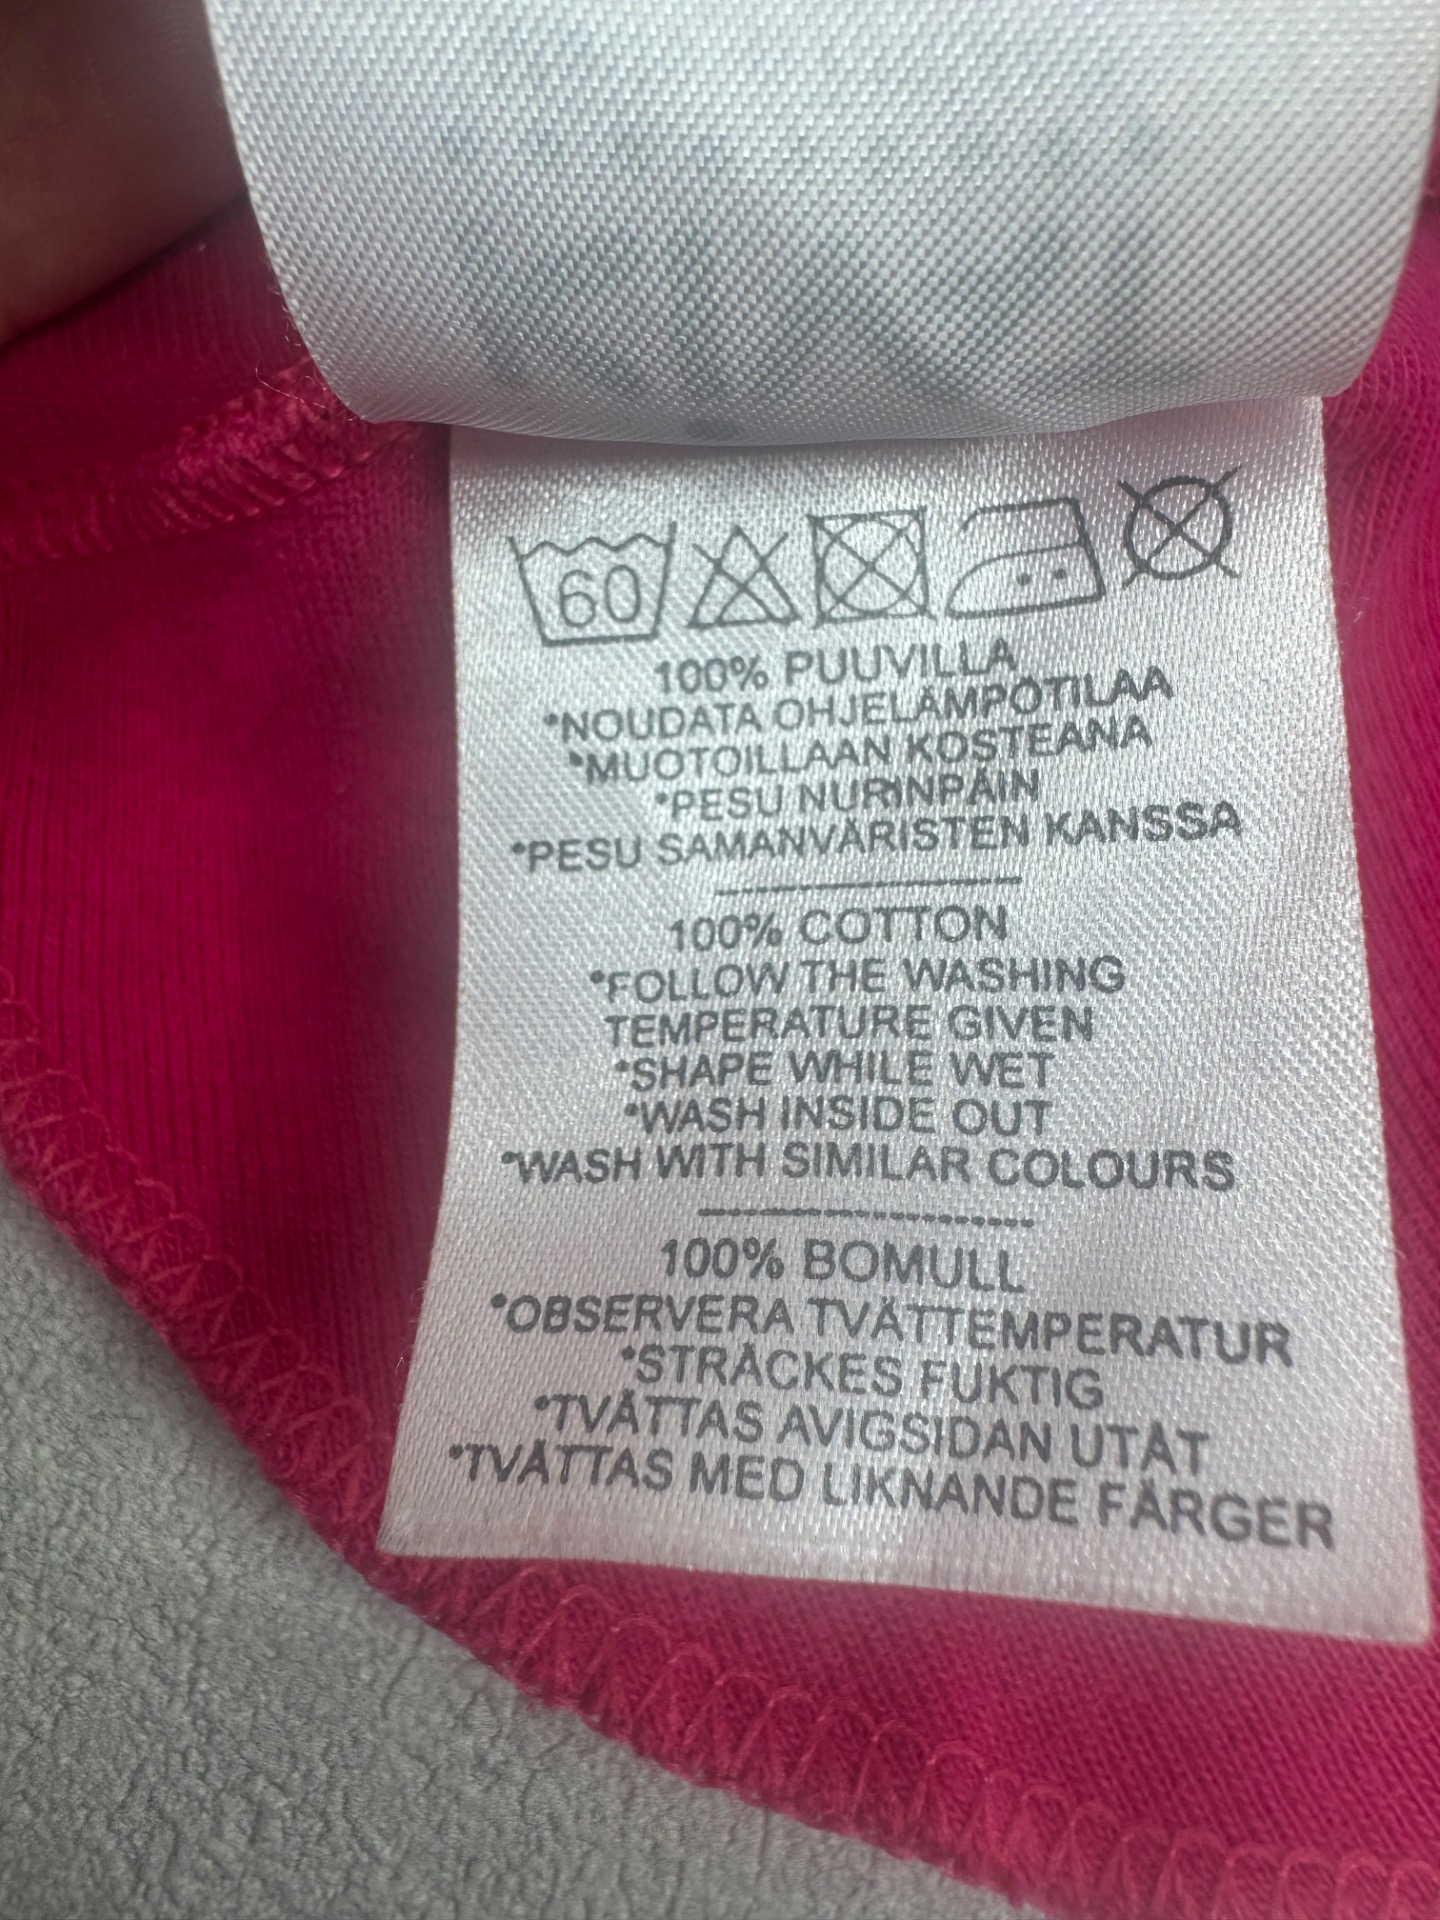 60
100% PUUVILLA
*NOUDATA OHJELÄMPÖTILAA
*MUOTOILLAAN KOSTEANA
*PESU NURINPÄIN
*PESU SAMANVÄRISTEN KANSSA
100% COTTON
*FOLLOW THE WASHING
TEMPERATURE GIVEN
*SHAPE WHILE WET
*WASH INSIDE OUT
*WASH WITH SIMILAR COLOURS
100% BOMULL
*OBSERVERA TVÄTTEMPERATUR
*STRÄCKES FUKTIG
*TVÄTTAS AVIGSIDAN UTÅT
*TVÄTTAS MED LIKNANDE FÄRGER